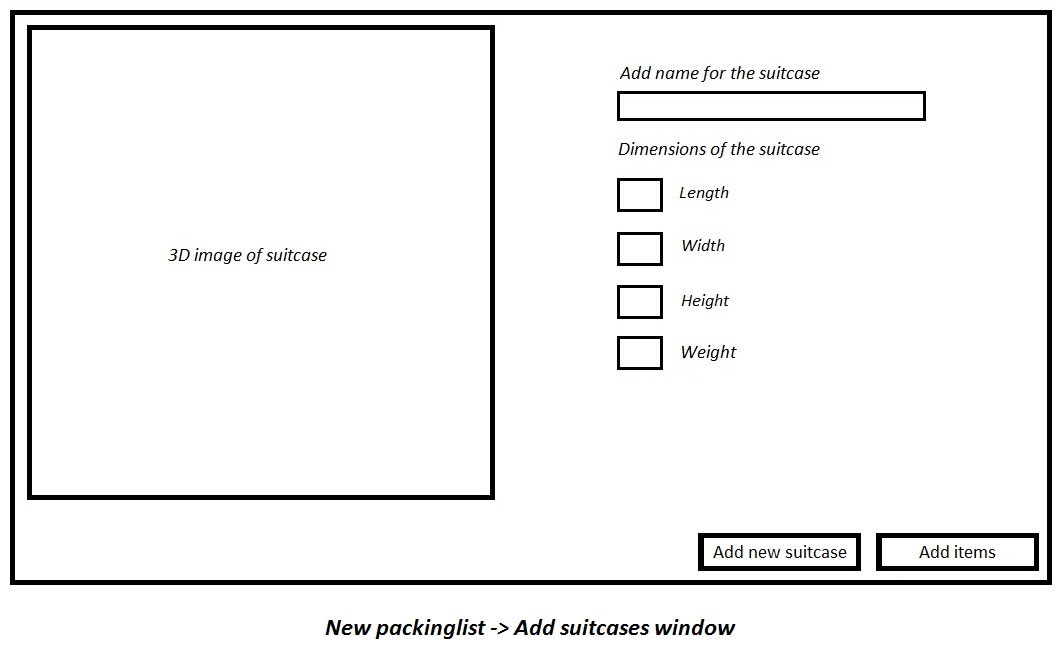 3D image of suitcase
Add name for the suitcase
Dimensions of the suitcase
Length
Width
Height
Weight
Add new suitcase
Add items
New packinglist -> Add suitcases window